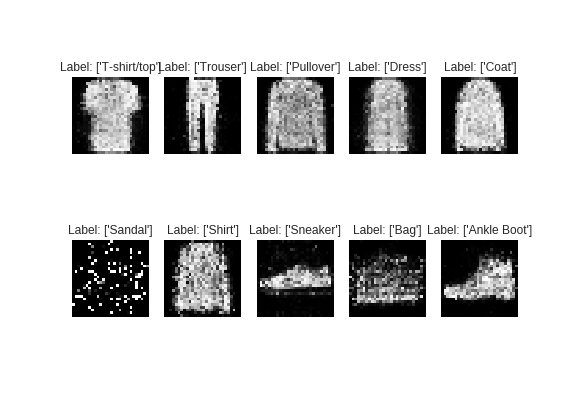 Label: ['T-shirt/top'] Label: ['Trouser'] Label: ['Pullover'] Label: ['Dress'] Label: ['Coat']
Label: ['Sandal'] Label: ['Shirt'] Label: ['Sneaker'] Label: ['Bag'] Label: ['Ankle Boot']